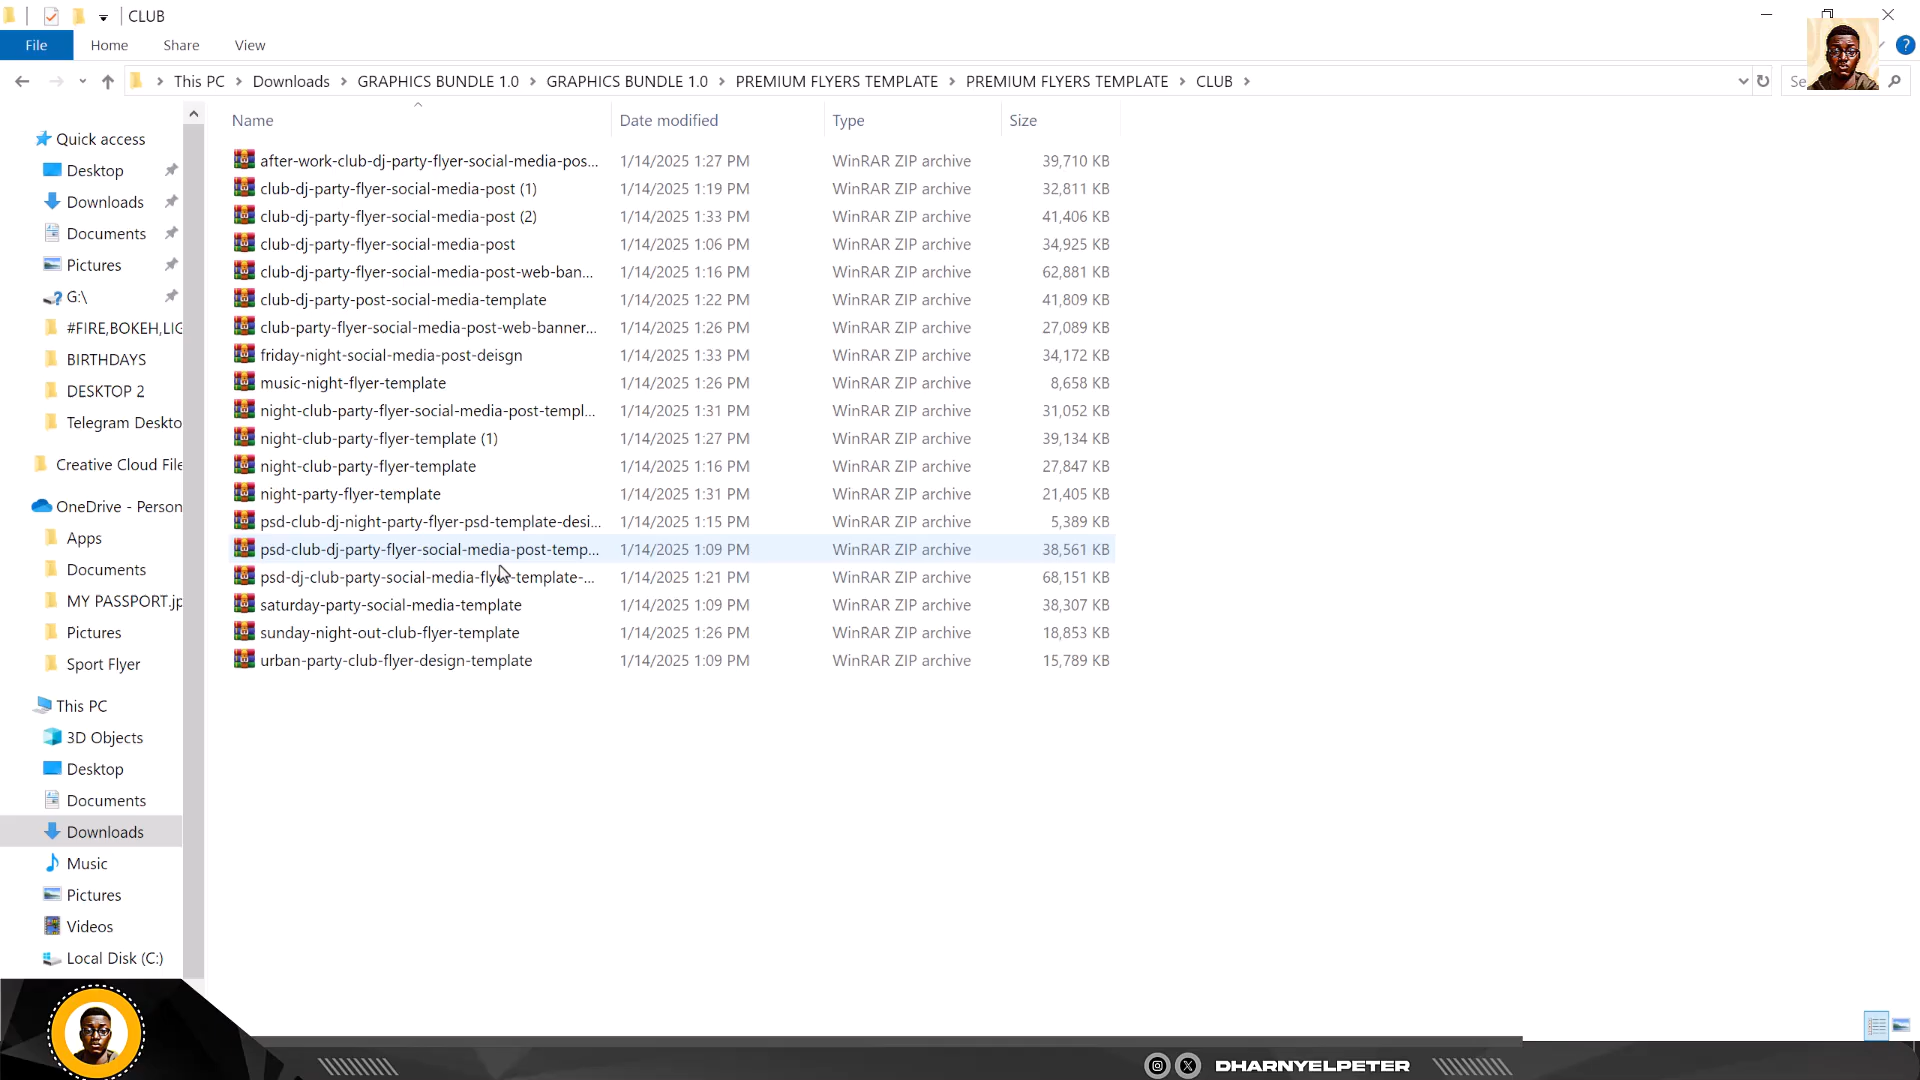 CLUB
File Home Share View
This PC Downloads GRAPHICS BUNDLE 1.0 GRAPHICS BUNDLE 1.0 PREMIUM FLYERS TEMPLATE PREMIUM FLYERS TEMPLATE CLUB Se
Name Date modified Type Size
Quick access
Desktop
Downloads
Documents
Pictures
G:\
#FIRE,BOKEH,LIG
BIRTHDAYS
DESKTOP 2
Telegram Deskto
Creative Cloud File
OneDrive - Person
Apps
Documents
MY PASSPORT.jp
Pictures
Sport Flyer
This PC
3D Objects
Desktop
Documents
Downloads
Music
Pictures
Videos
Local Disk (C:)
after-work-club-dj-party-flyer-social-media-pos... 1/14/2025 1:27 PM WinRAR ZIP archive 39,710 KB
club-dj-party-flyer-social-media-post (1) 1/14/2025 1:19 PM WinRAR ZIP archive 32,811 KB
club-dj-party-flyer-social-media-post (2) 1/14/2025 1:33 PM WinRAR ZIP archive 41,406 KB
club-dj-party-flyer-social-media-post 1/14/2025 1:06 PM WinRAR ZIP archive 34,925 KB
club-dj-party-flyer-social-media-post-web-ban... 1/14/2025 1:16 PM WinRAR ZIP archive 62,881 KB
club-dj-party-post-social-media-template 1/14/2025 1:22 PM WinRAR ZIP archive 41,809 KB
club-party-flyer-social-media-post-web-banner... 1/14/2025 1:26 PM WinRAR ZIP archive 27,089 KB
friday-night-social-media-post-deisgn 1/14/2025 1:33 PM WinRAR ZIP archive 34,172 KB
music-night-flyer-template 1/14/2025 1:26 PM WinRAR ZIP archive 8,658 KB
night-club-party-flyer-social-media-post-templ... 1/14/2025 1:31 PM WinRAR ZIP archive 31,052 KB
night-club-party-flyer-template (1) 1/14/2025 1:27 PM WinRAR ZIP archive 39,134 KB
night-club-party-flyer-template 1/14/2025 1:16 PM WinRAR ZIP archive 27,847 KB
night-party-flyer-template 1/14/2025 1:31 PM WinRAR ZIP archive 21,405 KB
psd-club-dj-night-party-flyer-psd-template-desi... 1/14/2025 1:15 PM WinRAR ZIP archive 5,389 KB
psd-club-dj-party-flyer-social-media-post-temp... 1/14/2025 1:09 PM WinRAR ZIP archive 38,561 KB
psd-dj-club-party-social-media-flyer-template-... 1/14/2025 1:21 PM WinRAR ZIP archive 68,151 KB
saturday-party-social-media-template 1/14/2025 1:09 PM WinRAR ZIP archive 38,307 KB
sunday-night-out-club-flyer-template 1/14/2025 1:26 PM WinRAR ZIP archive 18,853 KB
urban-party-club-flyer-design-template 1/14/2025 1:09 PM WinRAR ZIP archive 15,789 KB
DHARNYELPETER